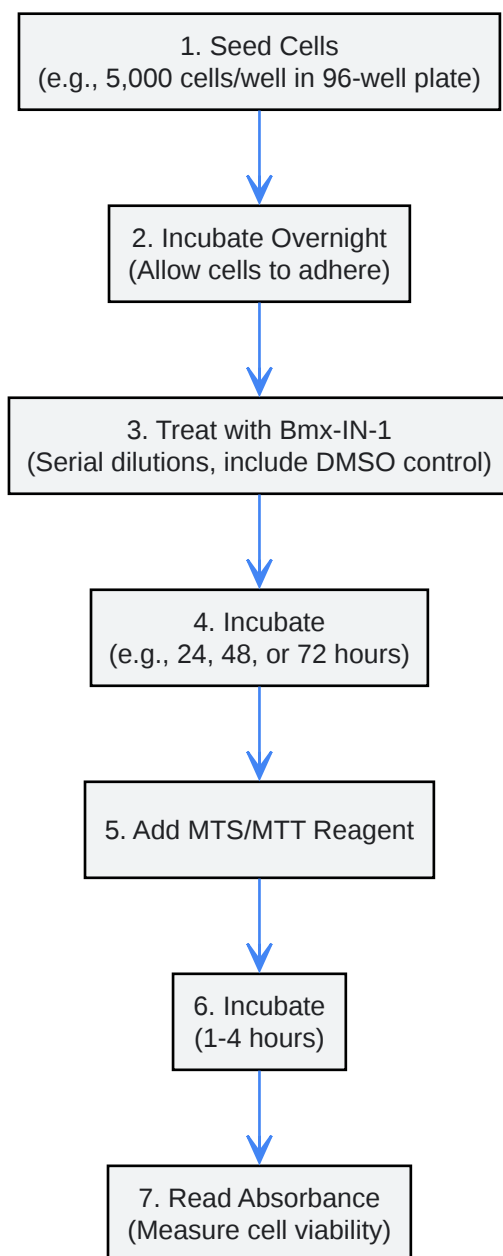 1. Seed Cells
(e.g., 5,000 cells/well in 96-well plate)
2. Incubate Overnight
(Allow cells to adhere)
3. Treat with Bmx-IN-1
(Serial dilutions, include DMSO control)
4. Incubate
(e.g., 24, 48, or 72 hours)
5. Add MTS/MTT Reagent
6. Incubate
(1-4 hours)
7. Read Absorbance
(Measure cell viability)